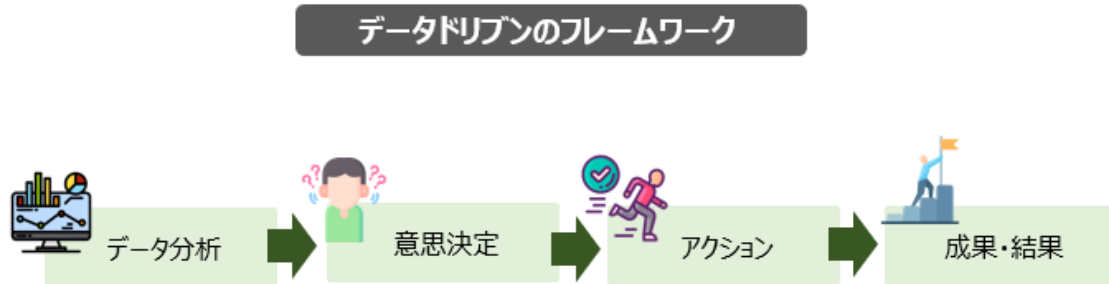 データドリブンのフレームワーク
データ分析
意思決定
アクション
成果・結果